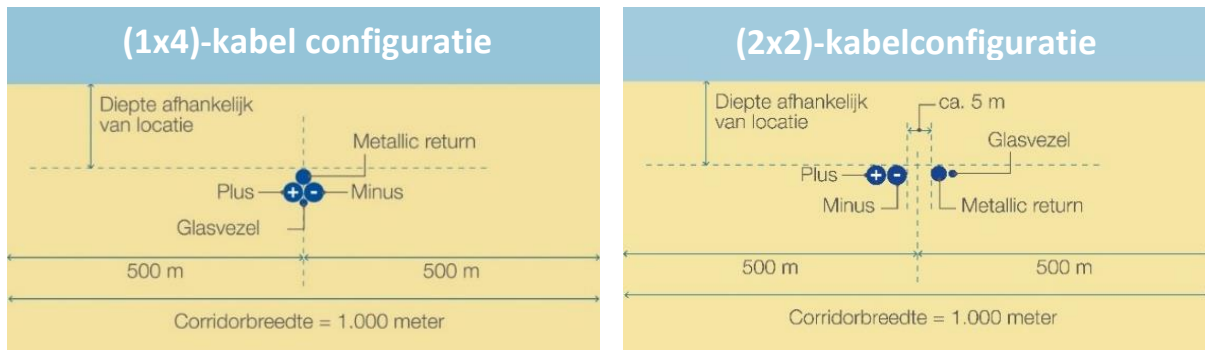 (1x4)-kabel configuratie
Diepte afhankelijk
van locatie
Metallic return
Plus
+
-
Minus
Glasvezel
500 m
500 m
Corridorbreedte = 1.000 meter
(2x2)-kabelconfiguratie
Diepte afhankelijk
van locatie
ca. 5 m
Glasvezel
Plus
+
-
Minus
Metallic return
500 m
500 m
Corridorbreedte = 1.000 meter